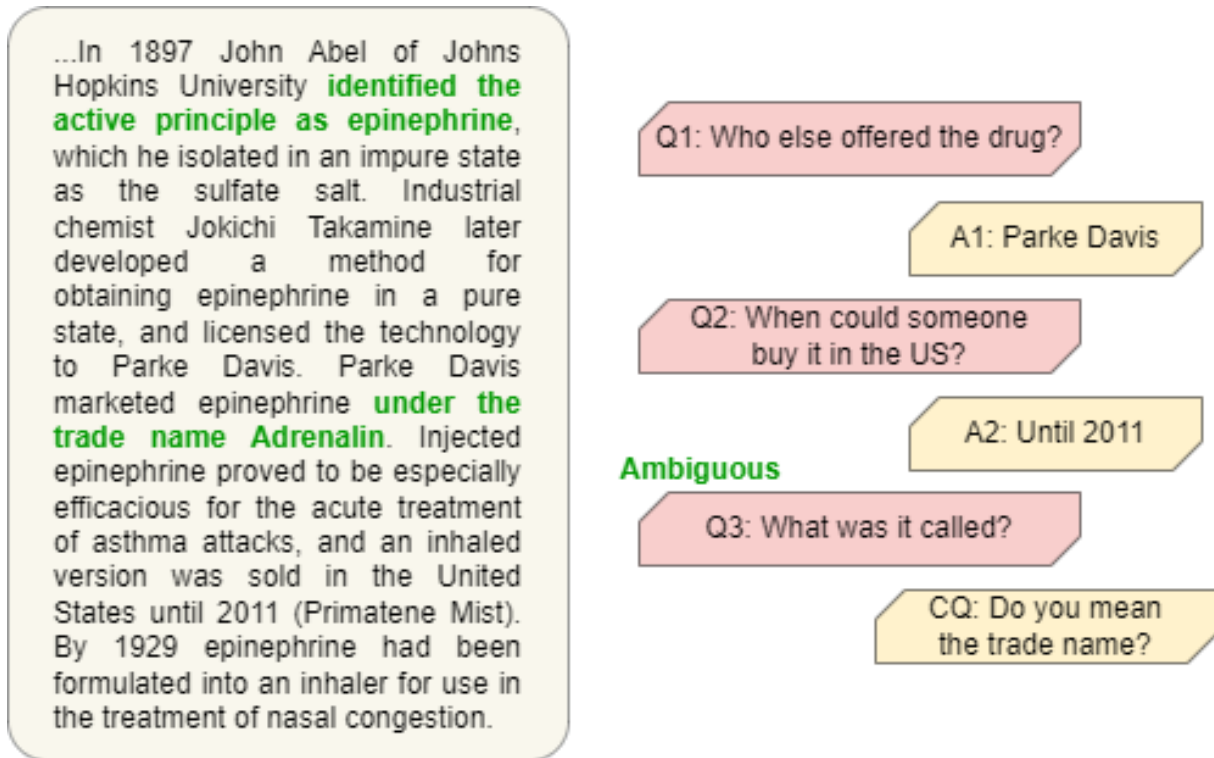 ...In 1897 John Abel of Johns
Hopkins University identified the
active principle as epinephrine,
which he isolated in an impure state
as the sulfate salt. Industrial
chemist Jokichi Takamine later
developed a method for
obtaining epinephrine in a pure
state, and licensed the technology
to Parke Davis. Parke Davis
marketed epinephrine under the
trade name Adrenalin. Injected
epinephrine proved to be especially
efficacious for the acute treatment
of asthma attacks, and an inhaled
version was sold in the United
States until 2011 (Primatene Mist).
By 1929 epinephrine had been
formulated into an inhaler for use in
the treatment of nasal congestion.
Q1: Who else offered the drug?
A1: Parke Davis
Q2: When could someone
buy it in the US?
A2: Until 2011
Ambiguous
Q3: What was it called?
CQ: Do you mean
the trade name?